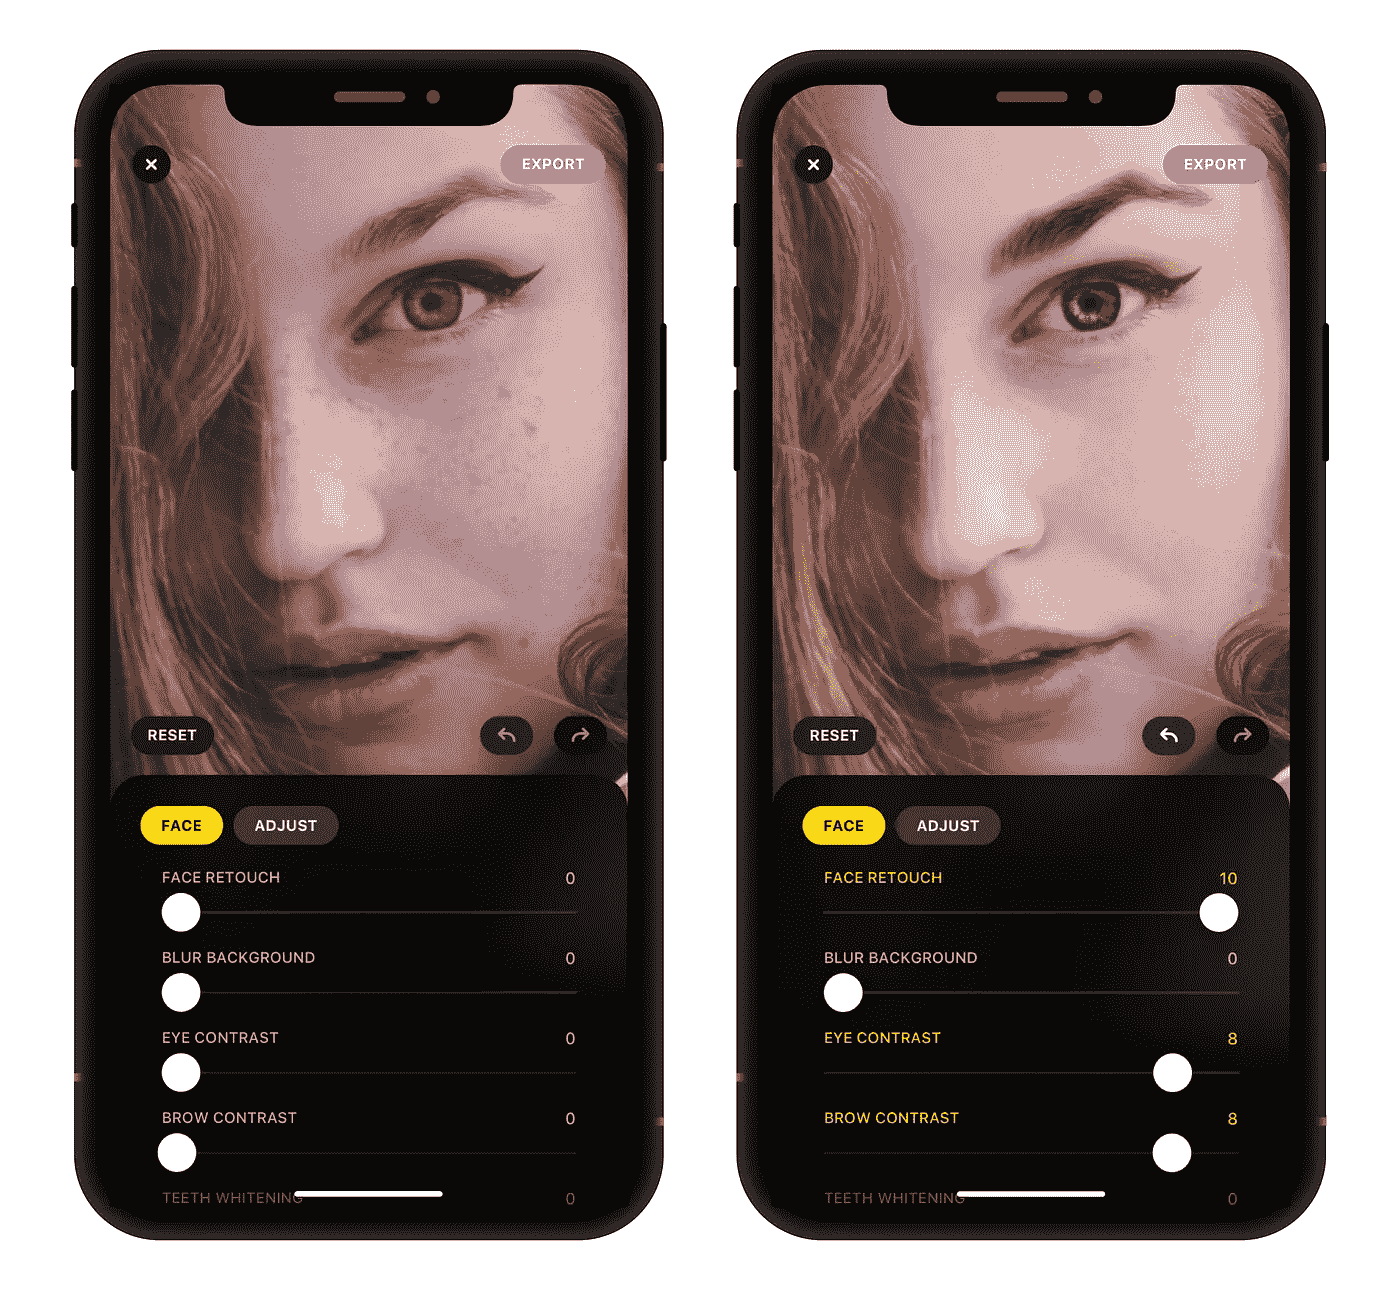 EXPORT
RESET
FACE ADJUST
FACE RETOUCH 0
BLUR BACKGROUND 0
EYE CONTRAST 0
BROW CONTRAST 0
TEETH WHITENING 0
EXPORT
RESET
FACE ADJUST
FACE RETOUCH 10
BLUR BACKGROUND 0
EYE CONTRAST 8
BROW CONTRAST 8
TEETH WHITENING 0